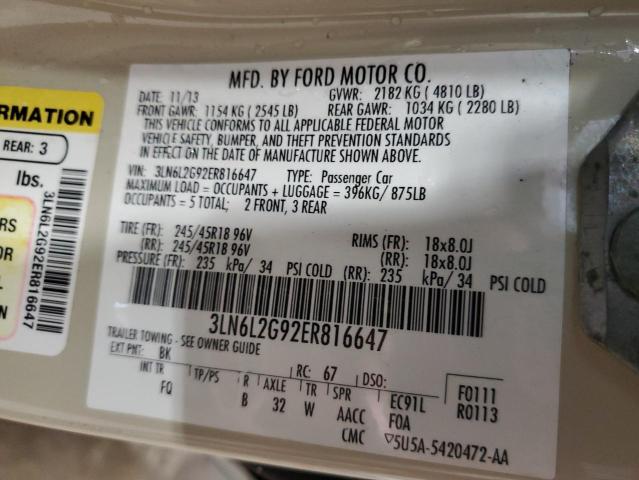 MFD. BY FORD MOTOR CO.
DATE: 11/13 GVWR: 2182 KG ( 4810 LB)
FRONT GAWR: 1154 KG ( 2545 LB) REAR GAWR: 1034 KG ( 2280 LB)
THIS VEHICLE CONFORMS TO ALL APPLICABLE FEDERAL MOTOR
VEHICLE SAFETY, BUMPER, AND THEFT PREVENTION STANDARDS
IN EFFECT ON THE DATE OF MANUFACTURE SHOWN ABOVE.
VIN: 3LN6L2G92ER816647 TYPE: Passenger Car
MAXIMUM LOAD = OCCUPANTS + LUGGAGE = 396KG/ 875LB
OCCUPANTS = 5 TOTAL; 2 FRONT, 3 REAR
TIRE (FR): 245/45R18 96V RIMS (FR): 18x8.0J
(RR): 245/45R18 96V (RR): 18x8.0J
PRESSURE (FR): 235 kPa/ 34 PSI COLD (RR): 235 kPa/ 34 PSI COLD
3LN6L2G92ER816647
TRAILER TOWING - SEE OWNER GUIDE
EXT PNT: BK RC: 67 DSO:
INT TR TP/PS R AXLE TR SPR EC91L F0111
FQ B 32 W AACC F0A R0113
CMC ▽5U5A-5420472-AA
ORMATION
REAR: 3
lbs.
3LN6L2G92ER816647
ERS
OR
L
ON